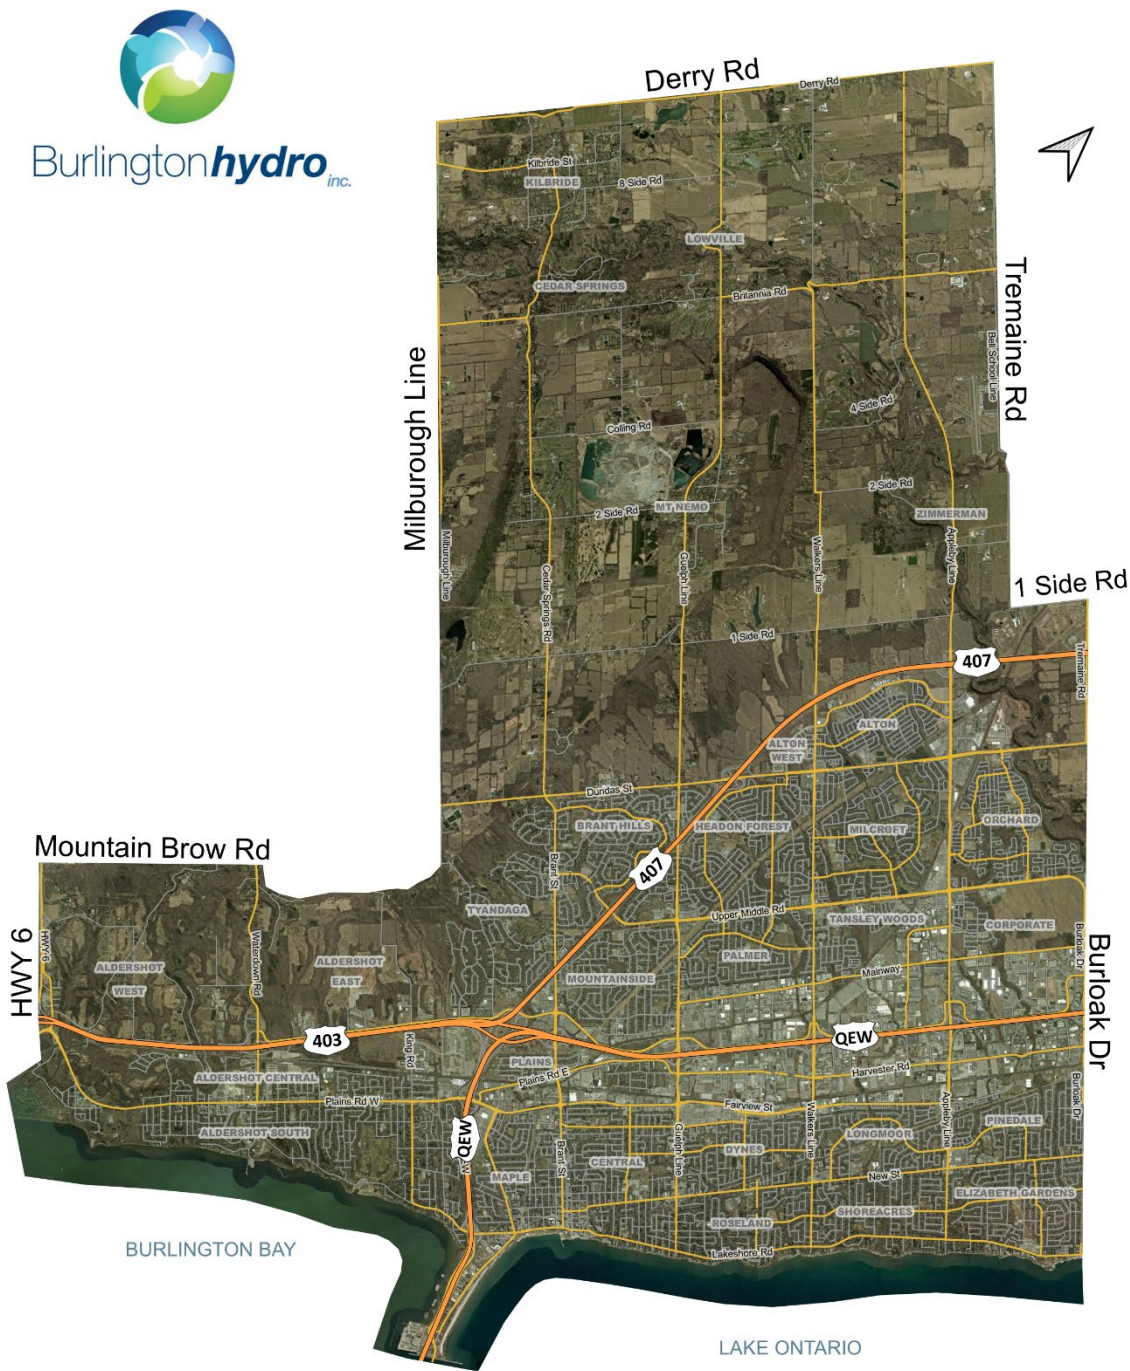 Burlingtonhydro inc.
Derry Rd
Derry Rd
Kilbride St
KILBRIDE
8 Side Rd
LOWVILLE
Tremaine Rd
CEDAR SPRINGS
Britannia Rd
Bell School Line
Milburough Line
4 Side Rd
Colling Rd
2 Side Rd
MT NEMO
2 Side Rd
ZIMMERMAN
Milburough Line
Cedar Springs Rd
Guelph Line
Walkers Line
Appleby Line
1 Side Rd
1 Side Rd
407
Tremaine Rd
ALTON
ALTON
WEST
Dundas St
BRANT HILLS
HEADON FOREST
MILCROFT
ORCHARD
Mountain Brow Rd
407
Brant St
TYANDAGA
Upper Middle Rd
TANSLEY WOODS
CORPORATE
HWY 6
HWY 6
Waterdown Rd
Burloak Dr
Burloak Dr
ALDERSHOT
WEST
ALDERSHOT
EAST
MOUNTAINSIDE
PALMER
Mainway
403
King Rd
QEW
PLAINS
Plains Rd E
Harvester Rd
ALDERSHOT CENTRAL
Plains Rd W
Fairview St
Burloak Dr
ALDERSHOT SOUTH
QEW
Brant St
Guelph Line
Walkers Line
Appleby Line
PINEDALE
LONGMOOR
DYNES
CENTRAL
MAPLE
New St
ELIZABETH GARDENS
SHOREACRES
ROSELAND
Lakeshore Rd
BURLINGTON BAY
LAKE ONTARIO